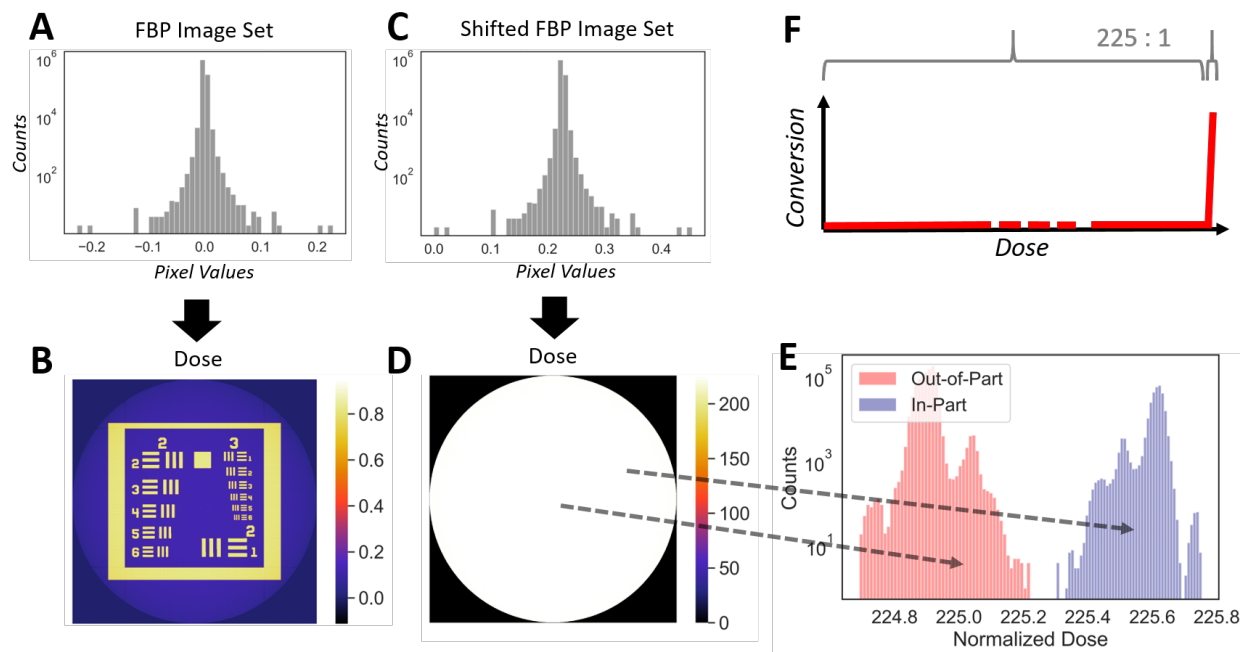 A
FBP Image Set
10^6
10^4
10^2
Counts
−0.2 −0.1 0.0 0.1 0.2
Pixel Values
C
Shifted FBP Image Set
10^6
10^4
10^2
Counts
0.0 0.2 0.3 0.4
Pixel Values
F
225 : 1
Conversion
Dose
B
Dose
2 3
2 1
2
3 3
4 4
5 5
6 6
2
1
0.8
0.6
0.4
0.2
0.0
D
Dose
200
150
100
50
0
E
10^5
10^3
10^1
Counts
Out-of-Part
In-Part
224.8 225.0 225.2 225.4 225.6 225.8
Normalized Dose